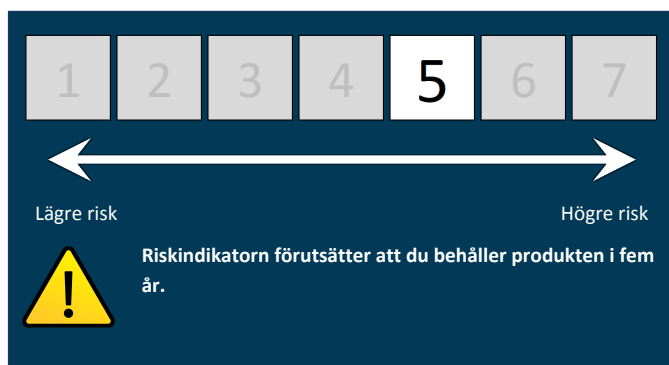 1 2 3 4 5 6 7
Lägre risk Högre risk
Riskindikatorn förutsätter att du behåller produkten i fem
år.